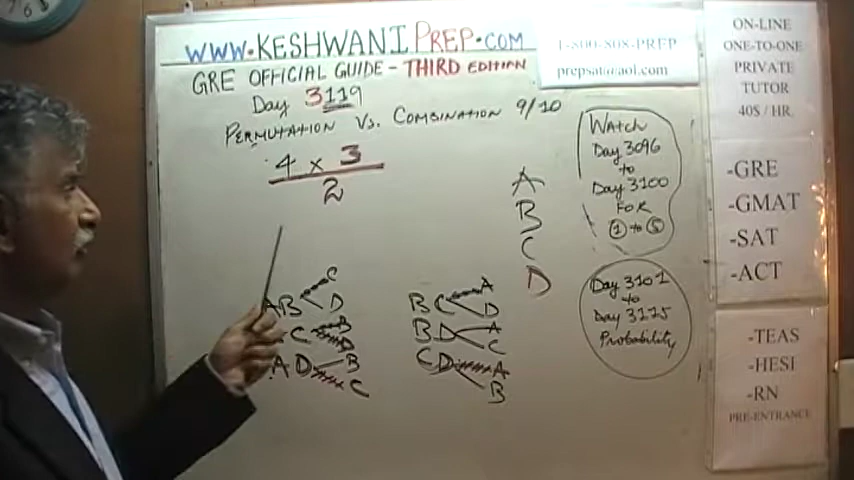 WWW.KESHWANIPREP.COM
GRE OFFICIAL GUIDE - THIRD EDITION
Day 3119
PERMUTATION Vs. COMBINATION 9/10
4 x 3
2
A
B
C
D
AB C
D
C B
D
AD B
C
BC A
D
BD A
C
CD A
B
WATCH
Day 3096
to
Day 3100
FOR
1 to 5
Day 3101
to
Day 3115
Probability
1-800-808-PREP
prepsat@aol.com
ON-LINE
ONE-TO-ONE
PRIVATE
TUTOR
40$ / HR.
-GRE
-GMAT
-SAT
-ACT
-TEAS
-HESI
-RN
PRE-ENTRANCE